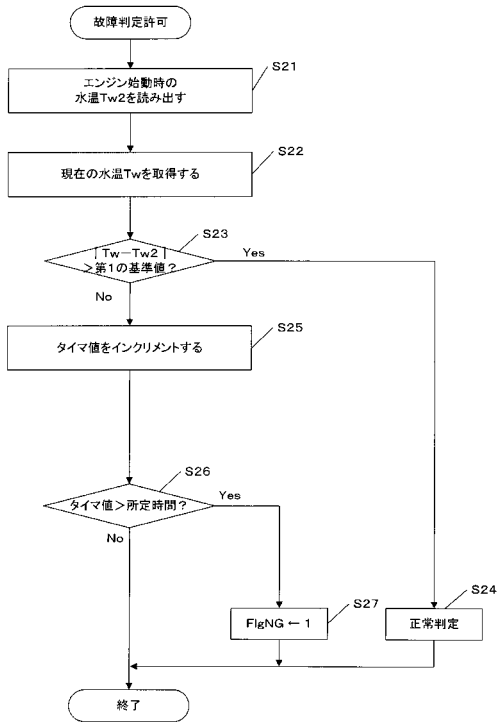 故障判定許可
S21
エンジン始動時の
水温Tw2を読み出す
S22
現在の水温Twを取得する
S23
|Tw-Tw2|
>第1の基準値?
Yes
No
S25
タイマ値をインクリメントする
S26
タイマ値>所定時間?
Yes
No
S27
FlgNG ← 1
S24
正常判定
終了